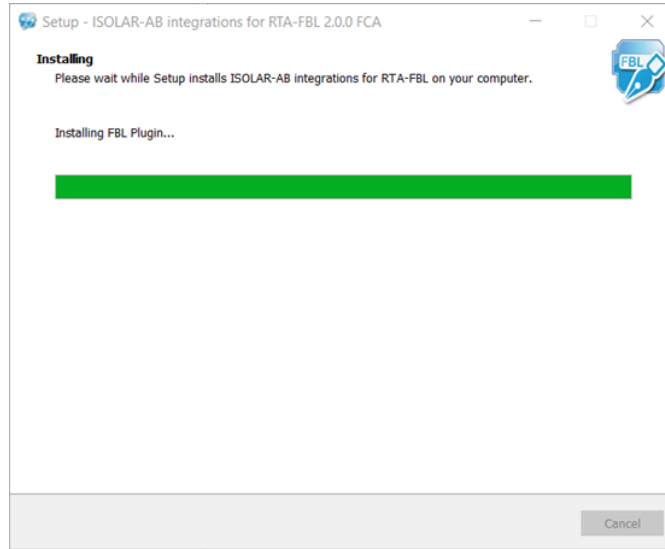 Setup - ISOLAR-AB integrations for RTA-FBL 2.0.0 FCA
FBL
Installing
Please wait while Setup installs ISOLAR-AB integrations for RTA-FBL on your computer.
Installing FBL Plugin...
Cancel